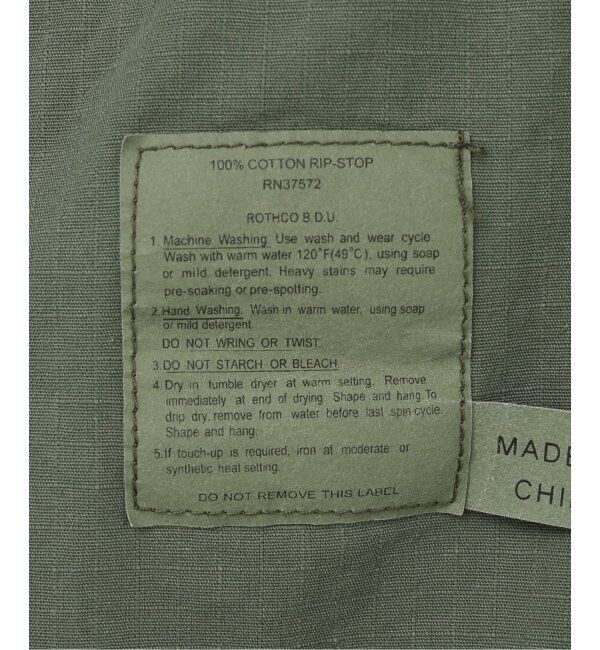 100% COTTON RIP-STOP
RN37572
ROTHCO B.D.U.
1 Machine Washing. Use wash and wear cycle.
Wash with warm water 120°F(49°C), using soap
or mild detergent. Heavy stains may require
pre-soaking or pre-spotting.
2 Hand Washing. Wash in warm water, using soap
or mild detergent
DO NOT WRING OR TWIST.
3.DO NOT STARCH OR BLEACH
4. Dry in tumble dryer at warm setting. Remove
immediately at end of drying Shape and hang.To
drip dry, remove from water before last spin cycle.
Shape and hang.
5.If touch-up is required, iron at moderate or
synthetic heal setting.
DO NOT REMOVE THIS LABEL
MADE
CHI